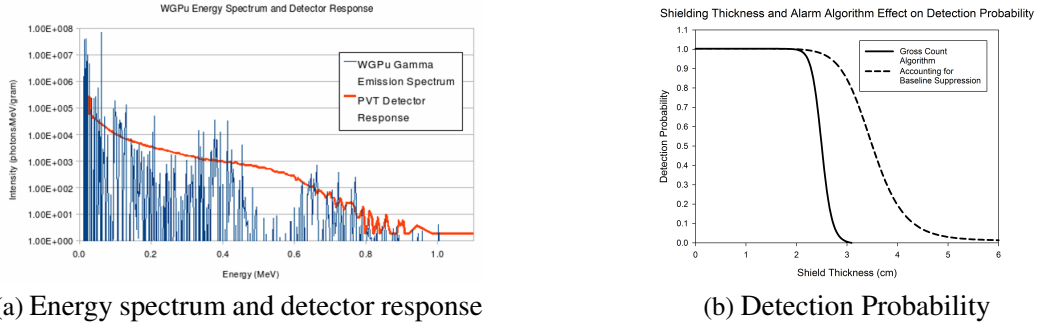 WGPu Energy Spectrum and Detector Response
1.00E+008
1.00E+007
1.00E+006
1.00E+005
1.00E+004
1.00E+003
1.00E+002
1.00E+001
1.00E+000
Intensity (photons/MeV/gram)
0.0 0.2 0.4 0.6 0.8 1.0
Energy (MeV)
WGPu Gamma
Emission Spectrum
PVT Detector
Response
(a) Energy spectrum and detector response
Shielding Thickness and Alarm Algorithm Effect on Detection Probability
1.1
1.0
0.9
0.8
0.7
0.6
0.5
0.4
0.3
0.2
0.1
0.0
Detection Probability
0 1 2 3 4 5 6
Shield Thickness (cm)
Gross Count
Algorithm
Accounting for
Baseline Suppression
(b) Detection Probability